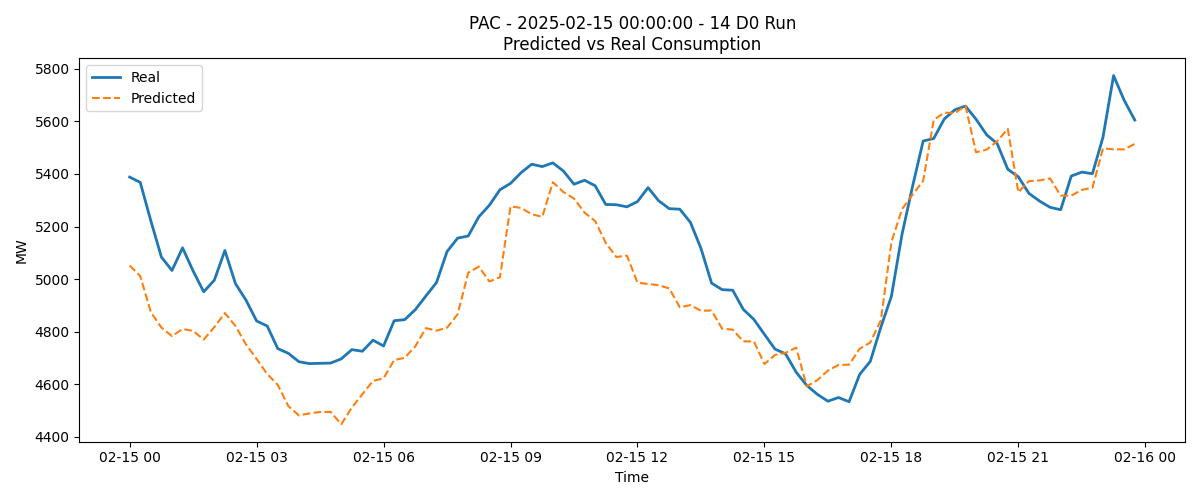 PAC - 2025-02-15 00:00:00 - 14 D0 Run
Predicted vs Real Consumption
Real
Predicted
MW
5800
5600
5400
5200
5000
4800
4600
4400
02-15 00
02-15 03
02-15 06
02-15 09
02-15 12
02-15 15
02-15 18
02-15 21
02-16 00
Time